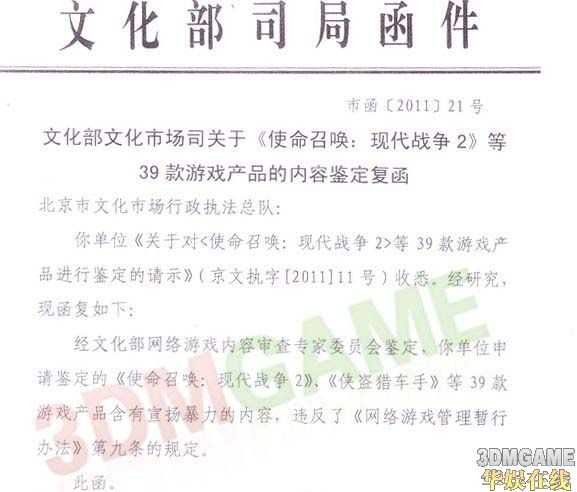 文化部司局函件
市函〔2011〕21号
文化部文化市场司关于《使命召唤：现代战争2》等
39款游戏产品的内容鉴定复函
北京市文化市场行政执法总队：
你单位《关于对<使命召唤：现代战争2>等39款游戏产
品进行鉴定的请示》（京文执字[2011]11号）收悉。经研究，
现函复如下：
经文化部网络游戏内容审查专家委员会鉴定，你单位申
请鉴定的《使命召唤：现代战争2》、《侠盗猎车手》等39款
游戏产品含有宣扬暴力的内容，违反了《网络游戏管理暂行
办法》第九条的规定。
此函。
3DMGAME
3DMGAME
华娱在线